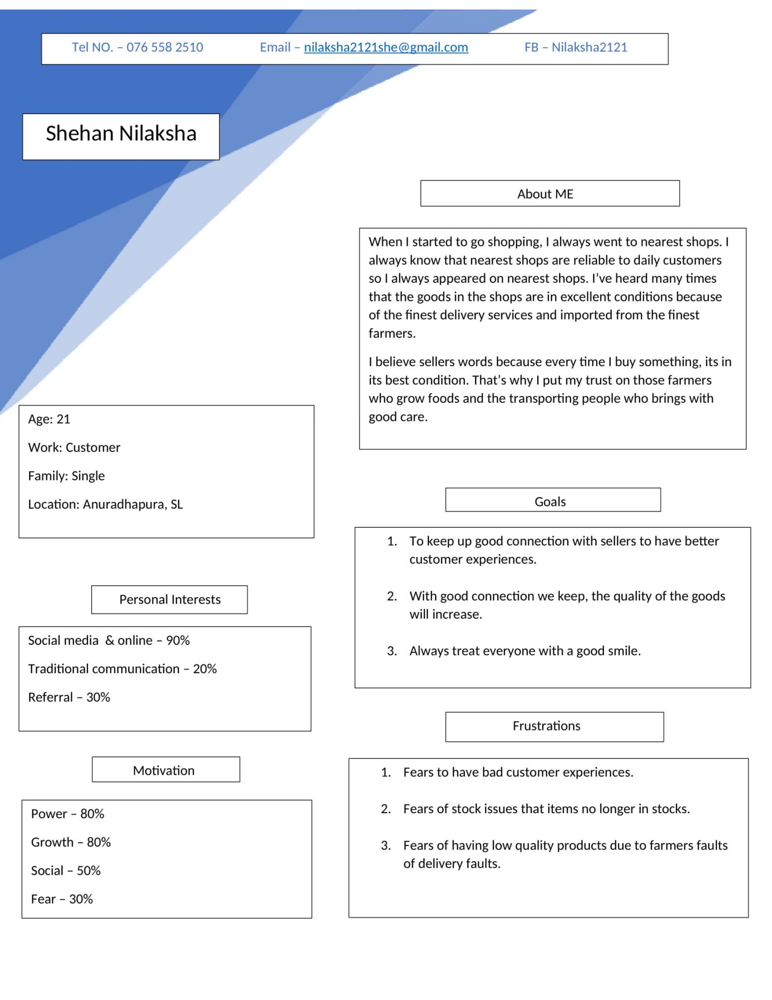 Tel NO. – 076 558 2510 Email – nilaksha2121she@gmail.com FB – Nilaksha2121
Shehan Nilaksha
Age: 21
Work: Customer
Family: Single
Location: Anuradhapura, SL
Personal Interests
Social media  & online – 90%
Traditional communication – 20%
Referral – 30%
Motivation
Power – 80%
Growth – 80%
Social – 50%
Fear – 30%
About ME
When I started to go shopping, I always went to nearest shops. I
always know that nearest shops are reliable to daily customers
so I always appeared on nearest shops. I’ve heard many times
that the goods in the shops are in excellent conditions because
of the finest delivery services and imported from the finest
farmers.
I believe sellers words because every time I buy something, its in
its best condition. That’s why I put my trust on those farmers
who grow foods and the transporting people who brings with
good care.
Goals
1. To keep up good connection with sellers to have better
customer experiences.
2. With good connection we keep, the quality of the goods
will increase.
3. Always treat everyone with a good smile.
Frustrations
1. Fears to have bad customer experiences.
2. Fears of stock issues that items no longer in stocks.
3. Fears of having low quality products due to farmers faults
of delivery faults.